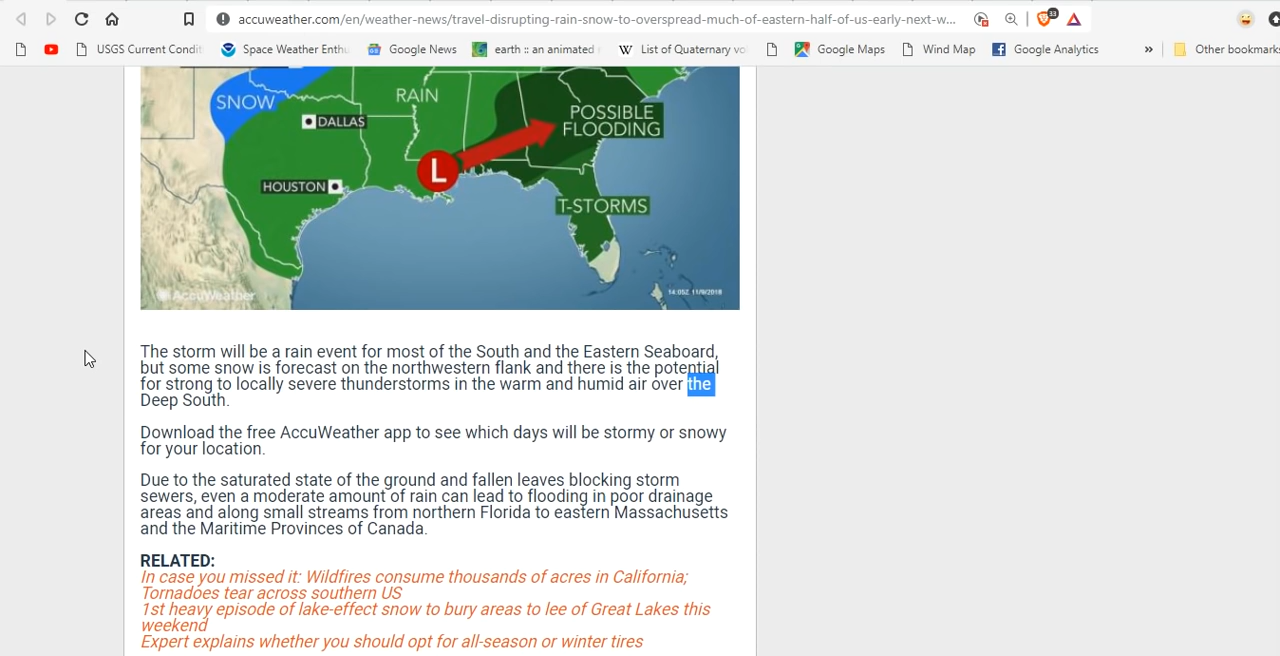 accuweather.com/en/weather-news/travel-disrupting-rain-snow-to-overspread-much-of-eastern-half-of-us-early-next-w...
33
USGS Current Condit
Space Weather Enthu
Google News
earth :: an animated
List of Quaternary vo
Google Maps
Wind Map
Google Analytics
»
Other bookmarks
SNOW
RAIN
POSSIBLE
FLOODING
DALLAS
L
HOUSTON
T-STORMS
AccuWeather
14:05Z 11/9/2018
The storm will be a rain event for most of the South and the Eastern Seaboard,
but some snow is forecast on the northwestern flank and there is the potential
for strong to locally severe thunderstorms in the warm and humid air over the
Deep South.
Download the free AccuWeather app to see which days will be stormy or snowy
for your location.
Due to the saturated state of the ground and fallen leaves blocking storm
sewers, even a moderate amount of rain can lead to flooding in poor drainage
areas and along small streams from northern Florida to eastern Massachusetts
and the Maritime Provinces of Canada.
RELATED:
In case you missed it: Wildfires consume thousands of acres in California;
Tornadoes tear across southern US
1st heavy episode of lake-effect snow to bury areas to lee of Great Lakes this
weekend
Expert explains whether you should opt for all-season or winter tires